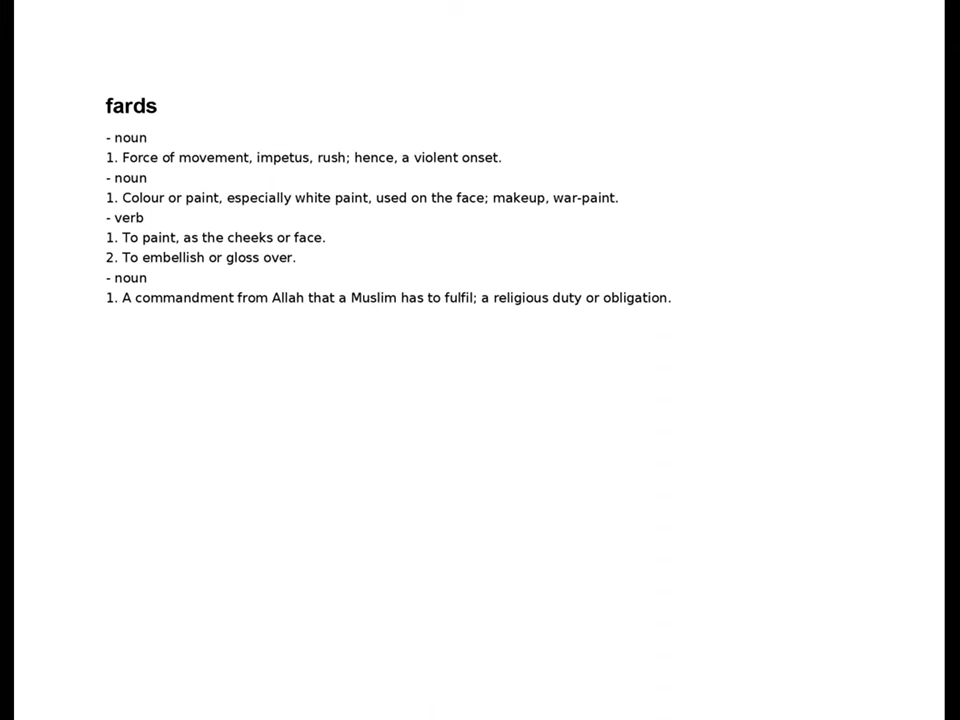 fards
- noun
1. Force of movement, impetus, rush; hence, a violent onset.
- noun
1. Colour or paint, especially white paint, used on the face; makeup, war-paint.
- verb
1. To paint, as the cheeks or face.
2. To embellish or gloss over.
- noun
1. A commandment from Allah that a Muslim has to fulfil; a religious duty or obligation.